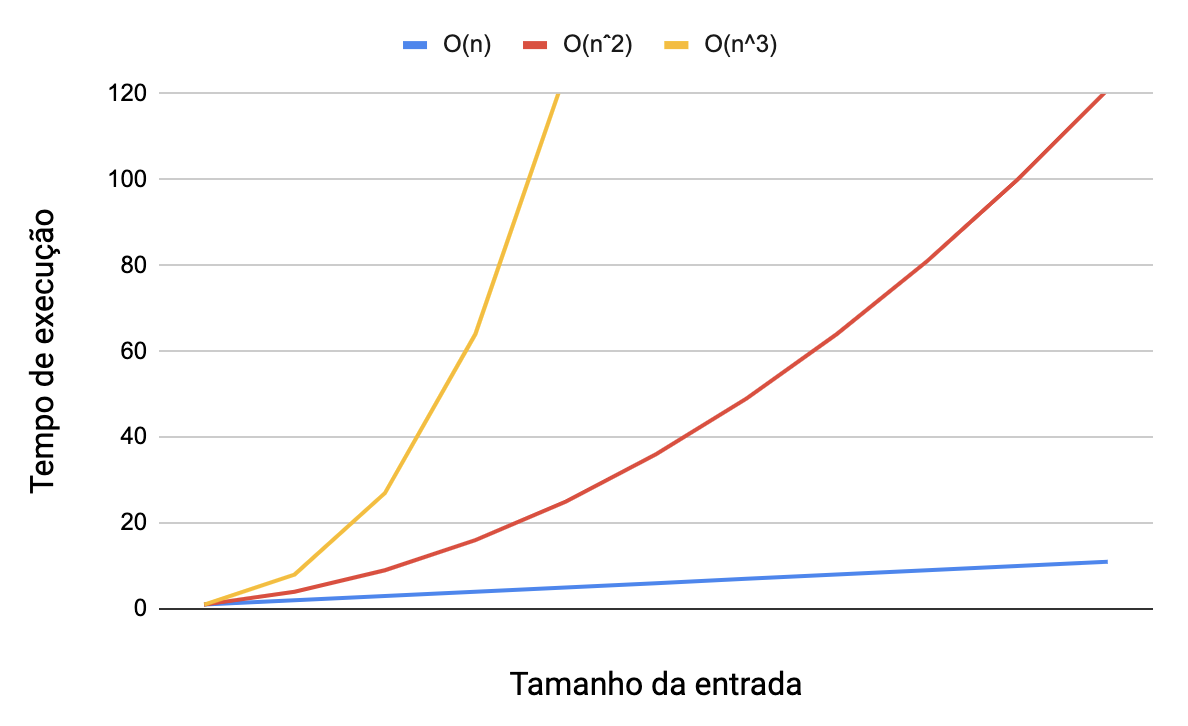 O(n) O(nˆ2) O(n^3)
120
100
80
60
40
20
0
Tempo de execução
Tamanho da entrada